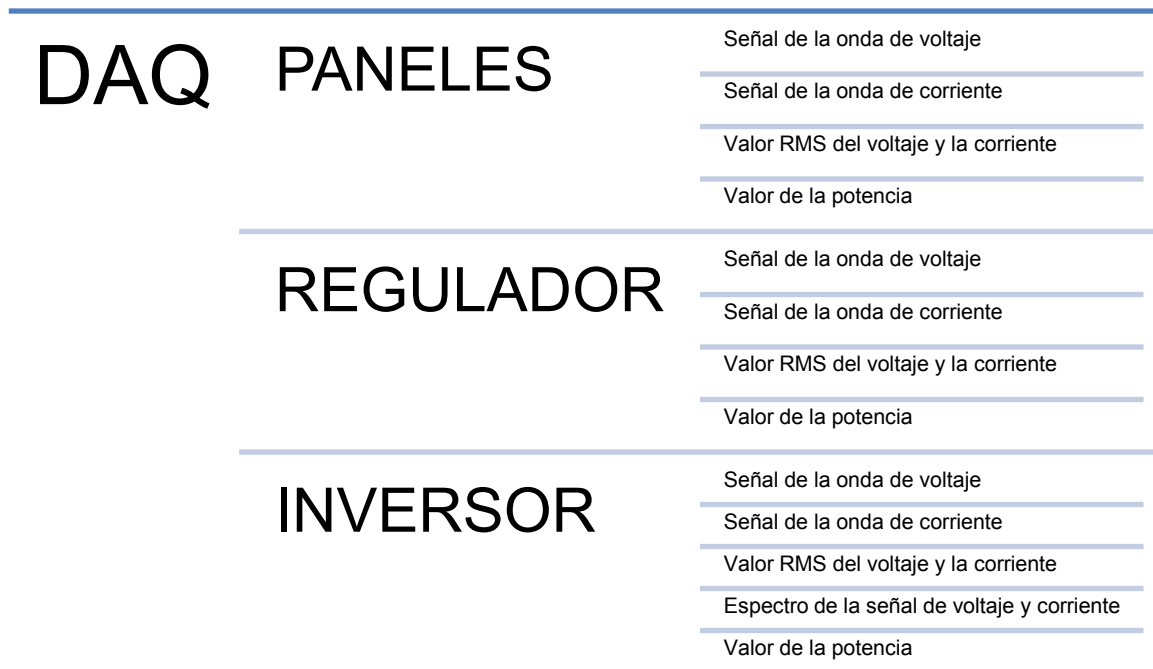 DAQ
PANELES
Señal de la onda de voltaje
Señal de la onda de corriente
Valor RMS del voltaje y la corriente
Valor de la potencia
REGULADOR
Señal de la onda de voltaje
Señal de la onda de corriente
Valor RMS del voltaje y la corriente
Valor de la potencia
INVERSOR
Señal de la onda de voltaje
Señal de la onda de corriente
Valor RMS del voltaje y la corriente
Espectro de la señal de voltaje y corriente
Valor de la potencia